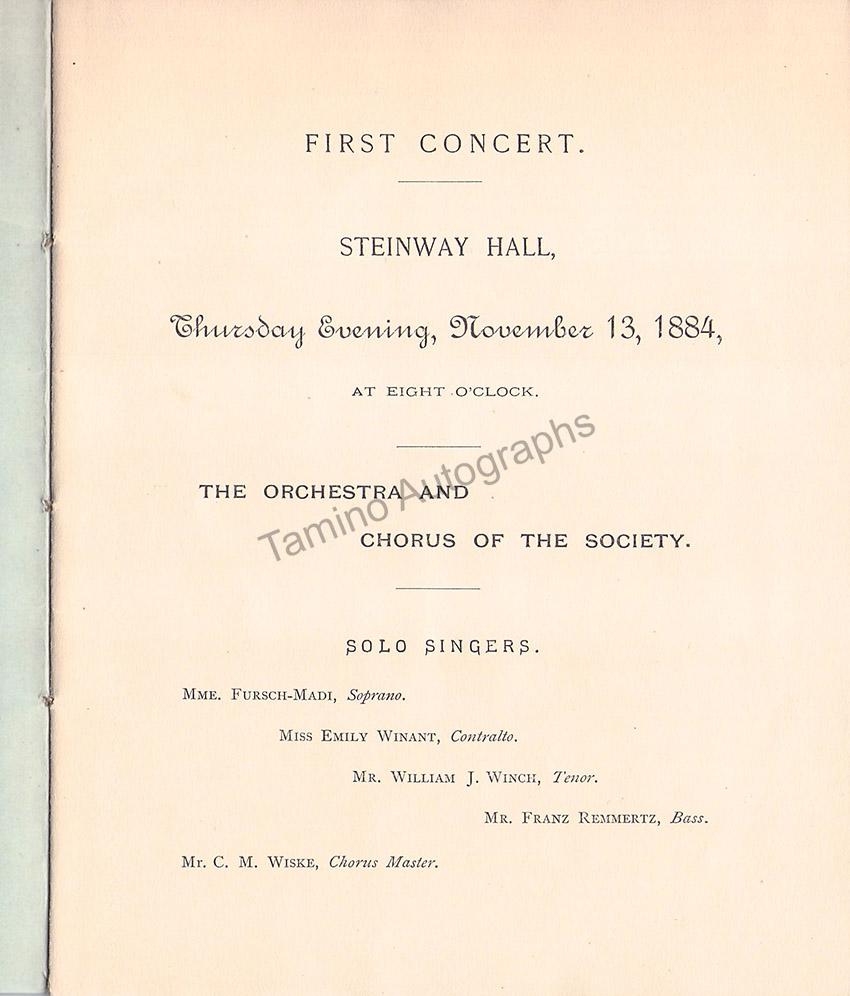 FIRST CONCERT.
STEINWAY HALL,
Thursday Evening, November 13, 1884,
AT EIGHT O'CLOCK.
THE ORCHESTRA AND
CHORUS OF THE SOCIETY.
Tamino Autographs
SOLO SINGERS.
MME. FURSCH-MADI, Soprano.
MISS EMILY WINANT, Contralto.
MR. WILLIAM J. WINCH, Tenor.
MR. FRANZ REMMERTZ, Bass.
Mr. C. M. WISKE, Chorus Master.